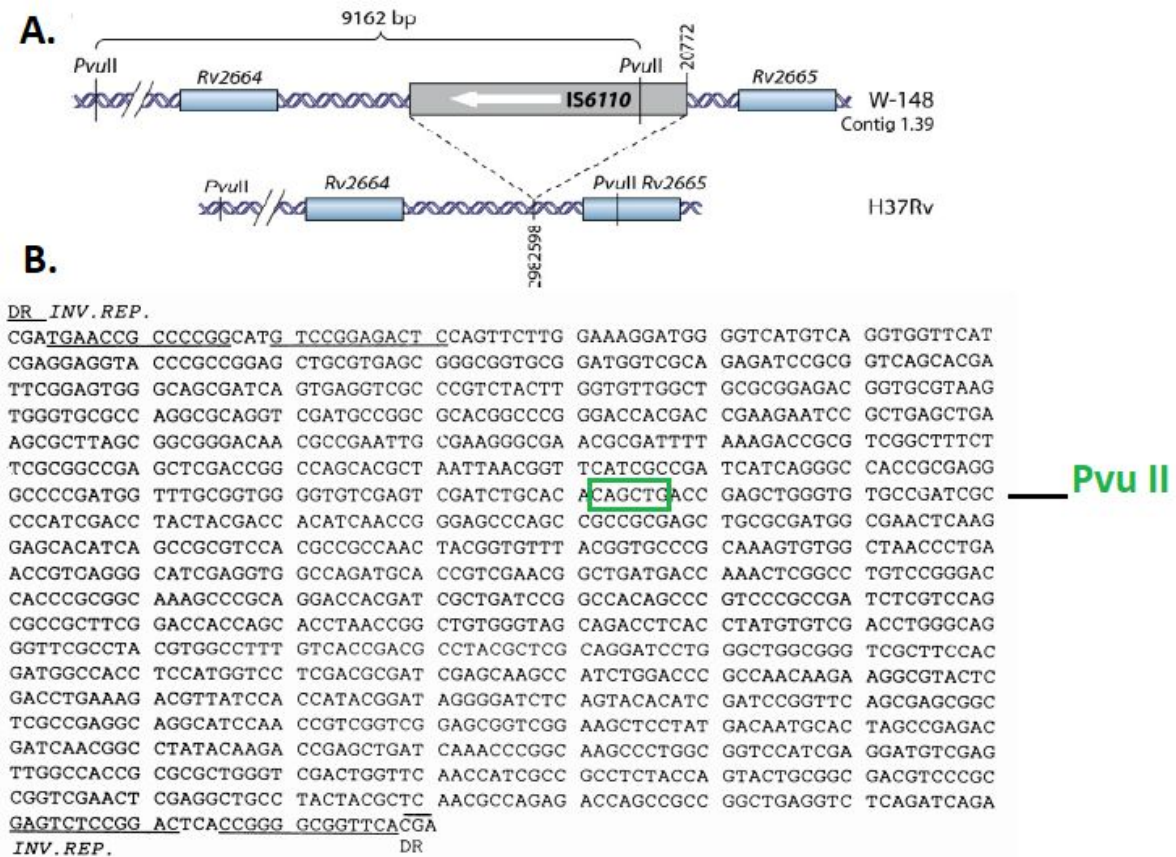 A.
9162 bp
PvuII
Rv2664
PvuII
20772
Rv2665
IS6110
W-148
Contig 1.39
PvuII
Rv2664
PvuII Rv2665
H37Rv
2982598
B.
DR INV.REP.
CGATGAACCG CCCCGGCATG TCCGGAGACTC CAGTTCTTGG GAAAGGATGG GGTCATGTCA GGTGGTTCAT
CGAGGAGGTA CCCGCCGGAG CTGCGTGAGC GGGCGGTGCG GATGGTCGCA GAGATCCGCG GTCAGCACGA
TTCGGAGTGG GCAGCGATCA GTGAGGTCGC CCGTCTACTT GGTGTTGGCT GCGCGGAGAC GGTGCGTAAG
TGGGTGCGCC AGGCGCAGGT CGATGCCGGC GCACGGCCCG GGACCACGAC CGAAGAATCC GCTGAGCTGA
AGCGCTTAGC GGCGGGACAA CGCCGAATTG CGAAGGGCGA ACGCGATTTT AAAGACCGCG TCGGCTTTCT
TCGCGGCCGA GCTCGACCGG CCAGCACGCT AATTAACGGT TCATCGCCGA TCATCAGGGC CACCGCGAGG
GCCCCGATGG TTTGCGGTGG GGTGTCGAGT CGATCTGCAC ACAGCTGACC GAGCTGGGTG TGCCGATCGC
Pvu II
CCCATCGACC TACTACGACC ACATCAACCG GGAGCCCAGC CGCCGCGAGC TGCGCGATGG CGAACTCAAG
GAGCACATCA GCCGCGTCCA CGCCGCCAAC TACGGTGTTT ACGGTGCCCG CAAAGTGTGG CTAACCCTGA
ACCGTGAGGG CATCGAGGTG GCCAGATGCA CCGTCGAACG GCTGATGACC AAACTCGGCC TGTCCGGGAC
CACCCGCGGC AAAGCCCGCA GGACCACGAT CGCTGATCCG GCCACAGCCC GTCCCGCCGA TCTCGTCCAG
CGCCGCTTCG GACCACCAGC ACCTAACCGG CTGTGGGTAG CAGACCTCAC CTATGTGTCG ACCTGGGCAG
GGTTCGCCTA CGTGGCCTTT GTCACCGACG CCTACGCTCG CAGGATCCTG GGCTGGCGGG TCGCTTCCAC
GATGGCCACC TCCATGGTCC TCGACGCGAT CGAGCAAGCC ATCTGGACCC GCCAACAAGA AGGCGTACTC
GACCTGAAAG ACGTTATCCA CCATACGGAT AGGGGATCTC AGTACACATC GATCCGGTTC AGCGAGCGGC
TCGCCGAGGC AGGCATCCAA CCGTCGGTCG GAGCGGTCGG AAGCTCCTAT GACAATGCAC TAGCCGAGAC
GATCAACGGC CTATACAAGA CCGAGCTGAT CAAACCCGGC AAGCCCTGGC GGTCCATCGA GGATGTCGAG
TTGGCCACCG CGCGCTGGGT CGACTGGTTC AACCATCGCC GCCTCTACCA GTACTGCGGC GACGTCCCGC
CGGTCGAACT CGAGGCTGCC TACTACGCTC AACGCCAGAG ACCAGCCGCC GGCTGAGGTC TCAGATCAGA
GAGTCTCCGG ACTCACCGGG GCGGTTCACGA
INV.REP. DR